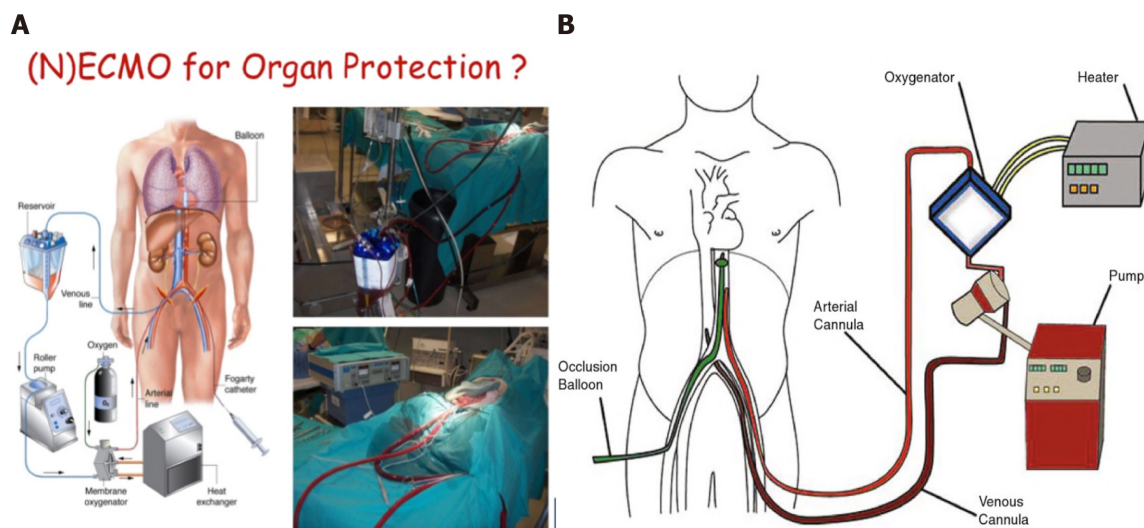 A
(N)ECMO for Organ Protection ?
Balloon
Reservoir
Venous
line
Oxygen
Roller
pump
Arterial
line
Fogarty
catheter
O₂
Membrane
oxygenator
Heat
exchanger
B
Oxygenator
Heater
Pump
Arterial
Cannula
Occlusion
Balloon
Venous
Cannula